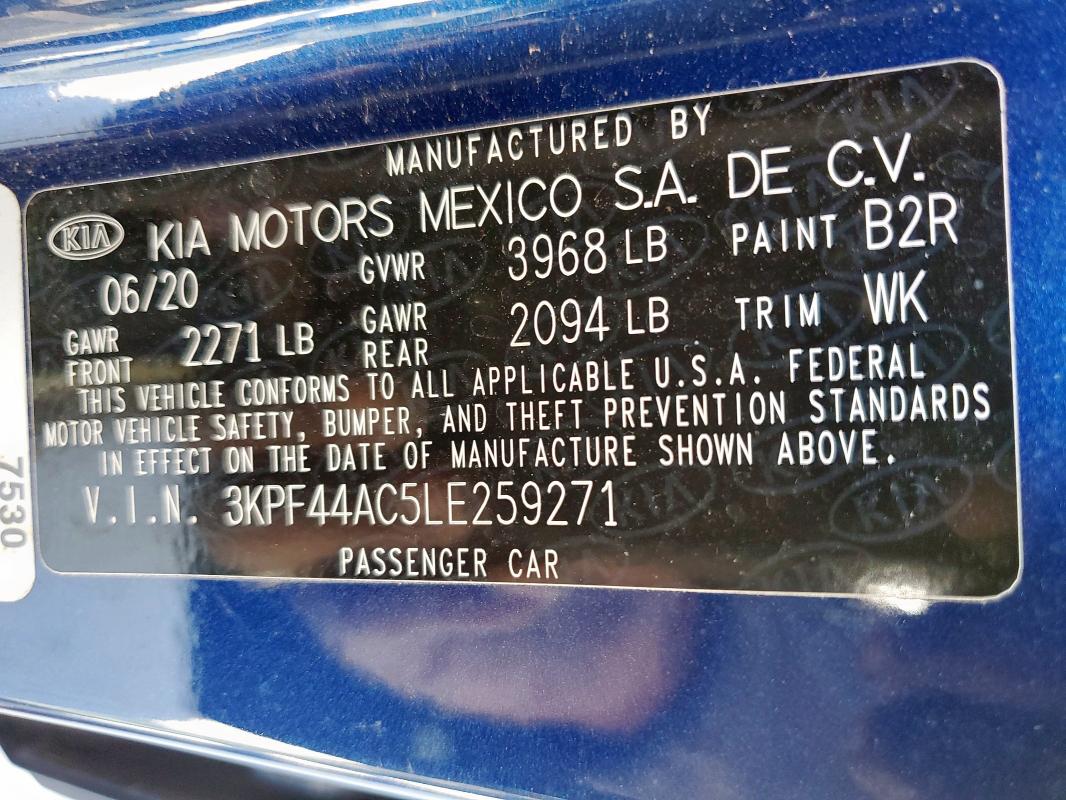 MANUFACTURED BY
KIA KIA MOTORS MEXICO S.A. DE C.V.
06/20 GVWR 3968 LB PAINT B2R
GAWR FRONT 2271 LB GAWR REAR 2094 LB TRIM WK
THIS VEHICLE CONFORMS TO ALL APPLICABLE U.S.A. FEDERAL
MOTOR VEHICLE SAFETY, BUMPER, AND THEFT PREVENTION STANDARDS
IN EFFECT ON THE DATE OF MANUFACTURE SHOWN ABOVE.
V.I.N. 3KPF44AC5LE259271
PASSENGER CAR
7530